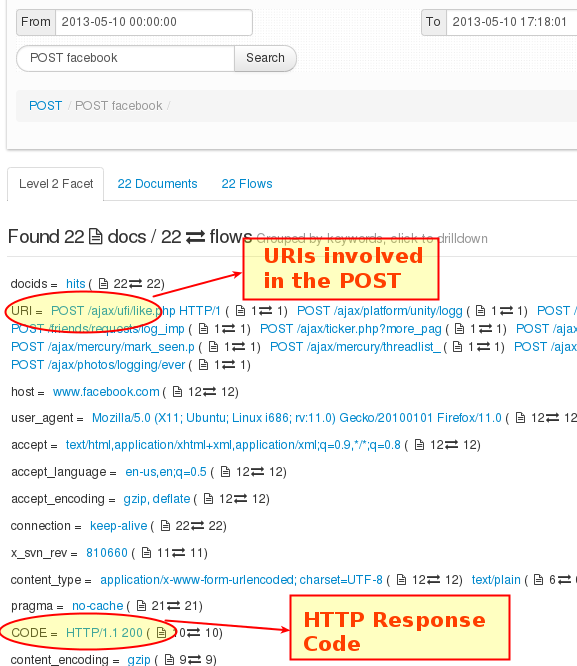 From 2013-05-10 00:00:00 To 2013-05-10 17:18:01
POST facebook Search
POST / POST facebook /
Level 2 Facet 22 Documents 22 Flows
Found 22 docs / 22 flows Grouped by keywords, click to drilldown
URIs involved
in the POST
docids = hits ( 22 22)
URI = POST /ajax/ufi/like.php HTTP/1 ( 1 1) POST /ajax/platform/unity/logg ( 1 1) POST /
POST /friends/requests/log_imp ( 1 1) POST /ajax/ticker.php?more_pag ( 1 1) POST /ajax
POST /ajax/mercury/mark_seen.p ( 1 1) POST /ajax/mercury/threadlist_ ( 1 1) POST /ajax
POST /ajax/photos/logging/ever ( 1 1)
host = www.facebook.com ( 12 12)
user_agent = Mozilla/5.0 (X11; Ubuntu; Linux i686; rv:11.0) Gecko/20100101 Firefox/11.0 ( 12 12
accept = text/html,application/xhtml+xml,application/xml;q=0.9,*/*;q=0.8 ( 12 12)
accept_language = en-us,en;q=0.5 ( 12 12)
accept_encoding = gzip, deflate ( 12 12)
connection = keep-alive ( 22 22)
x_svn_rev = 810660 ( 11 11)
content_type = application/x-www-form-urlencoded; charset=UTF-8 ( 12 12) text/plain ( 6
pragma = no-cache ( 21 21)
CODE = HTTP/1.1 200 ( 10 10)
HTTP Response
Code
content_encoding = gzip ( 9 9)